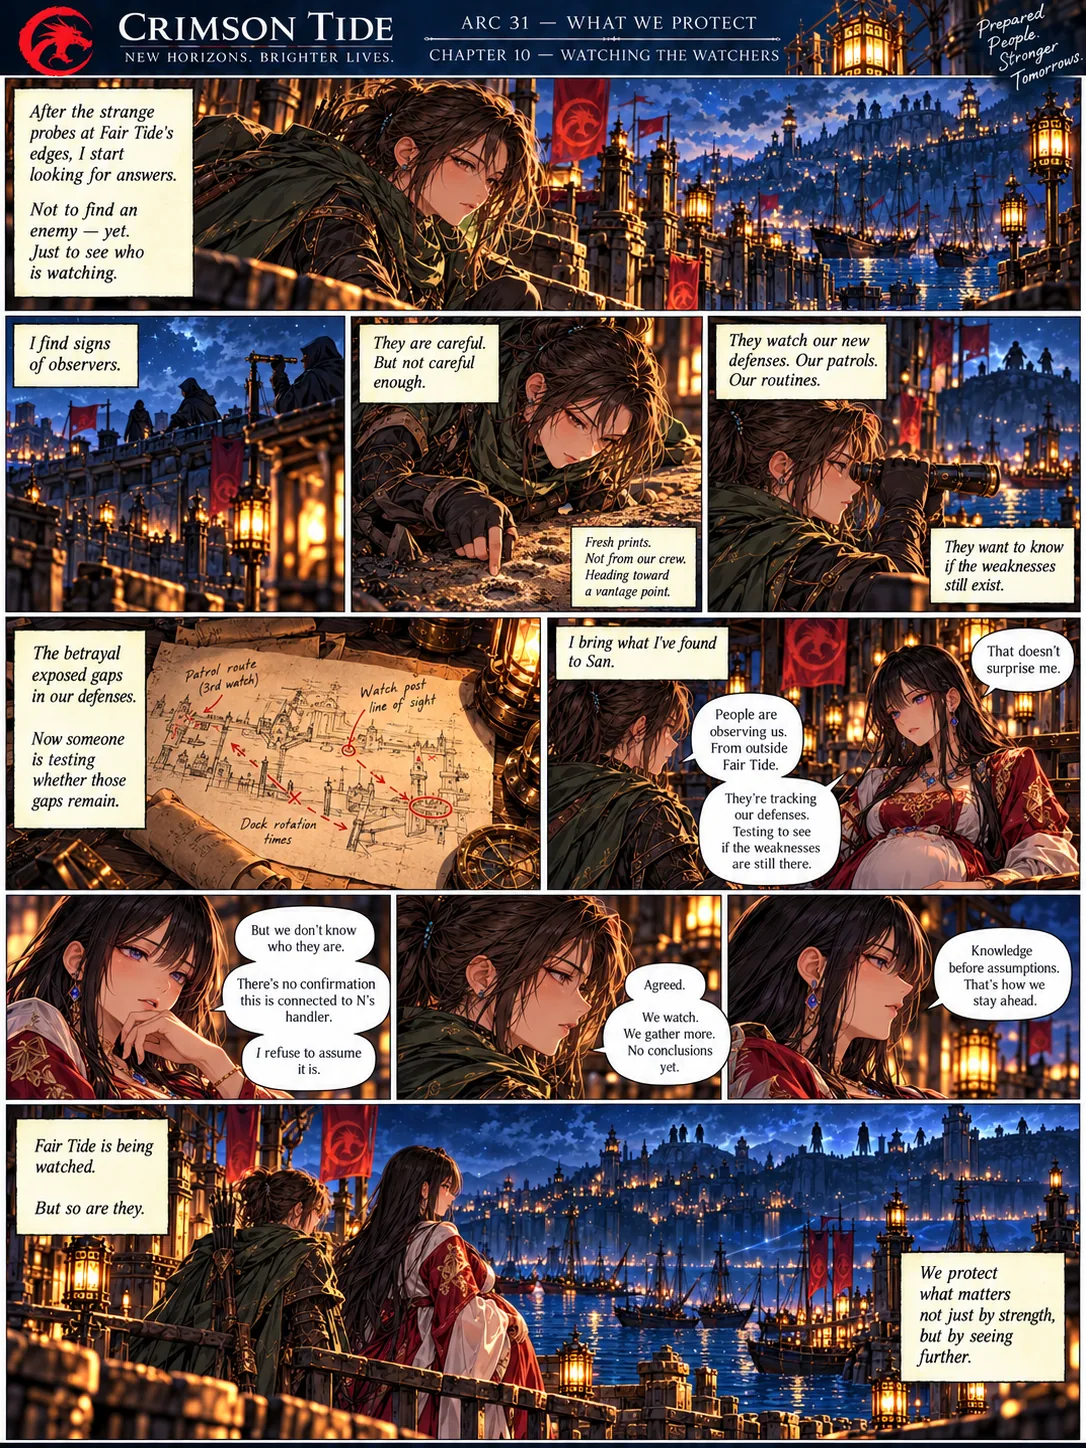 CRIMSON TIDE
NEW HORIZONS. BRIGHTER LIVES.
ARC 31 — WHAT WE PROTECT
CHAPTER 10 — WATCHING THE WATCHERS
Prepared
People.
Stronger
Tomorrows.
After the strange
probes at Fair Tide's
edges, I start
looking for answers.
Not to find an
enemy — yet.
Just to see who
is watching.
I find signs
of observers.
They are careful.
But not careful
enough.
Fresh prints.
Not from our crew.
Heading toward
a vantage point.
They watch our new
defenses. Our patrols.
Our routines.
They want to know
if the weaknesses
still exist.
The betrayal
exposed gaps
in our defenses.
Now someone
is testing
whether those
gaps remain.
Patrol route
(3rd watch)
Watch post
line of sight
Dock rotation
times
I bring what I've found
to San.
People are
observing us.
From outside
Fair Tide.
That doesn't
surprise me.
They're tracking
our defenses.
Testing to see
if the weaknesses
are still there.
But we don't know
who they are.
There's no confirmation
this is connected to N's
handler.
I refuse to assume
it is.
Agreed.
We watch.
We gather more.
No conclusions
yet.
Knowledge
before assumptions.
That's how we
stay ahead.
Fair Tide is being
watched.
But so are they.
We protect
what matters
not just by strength,
but by seeing
further.